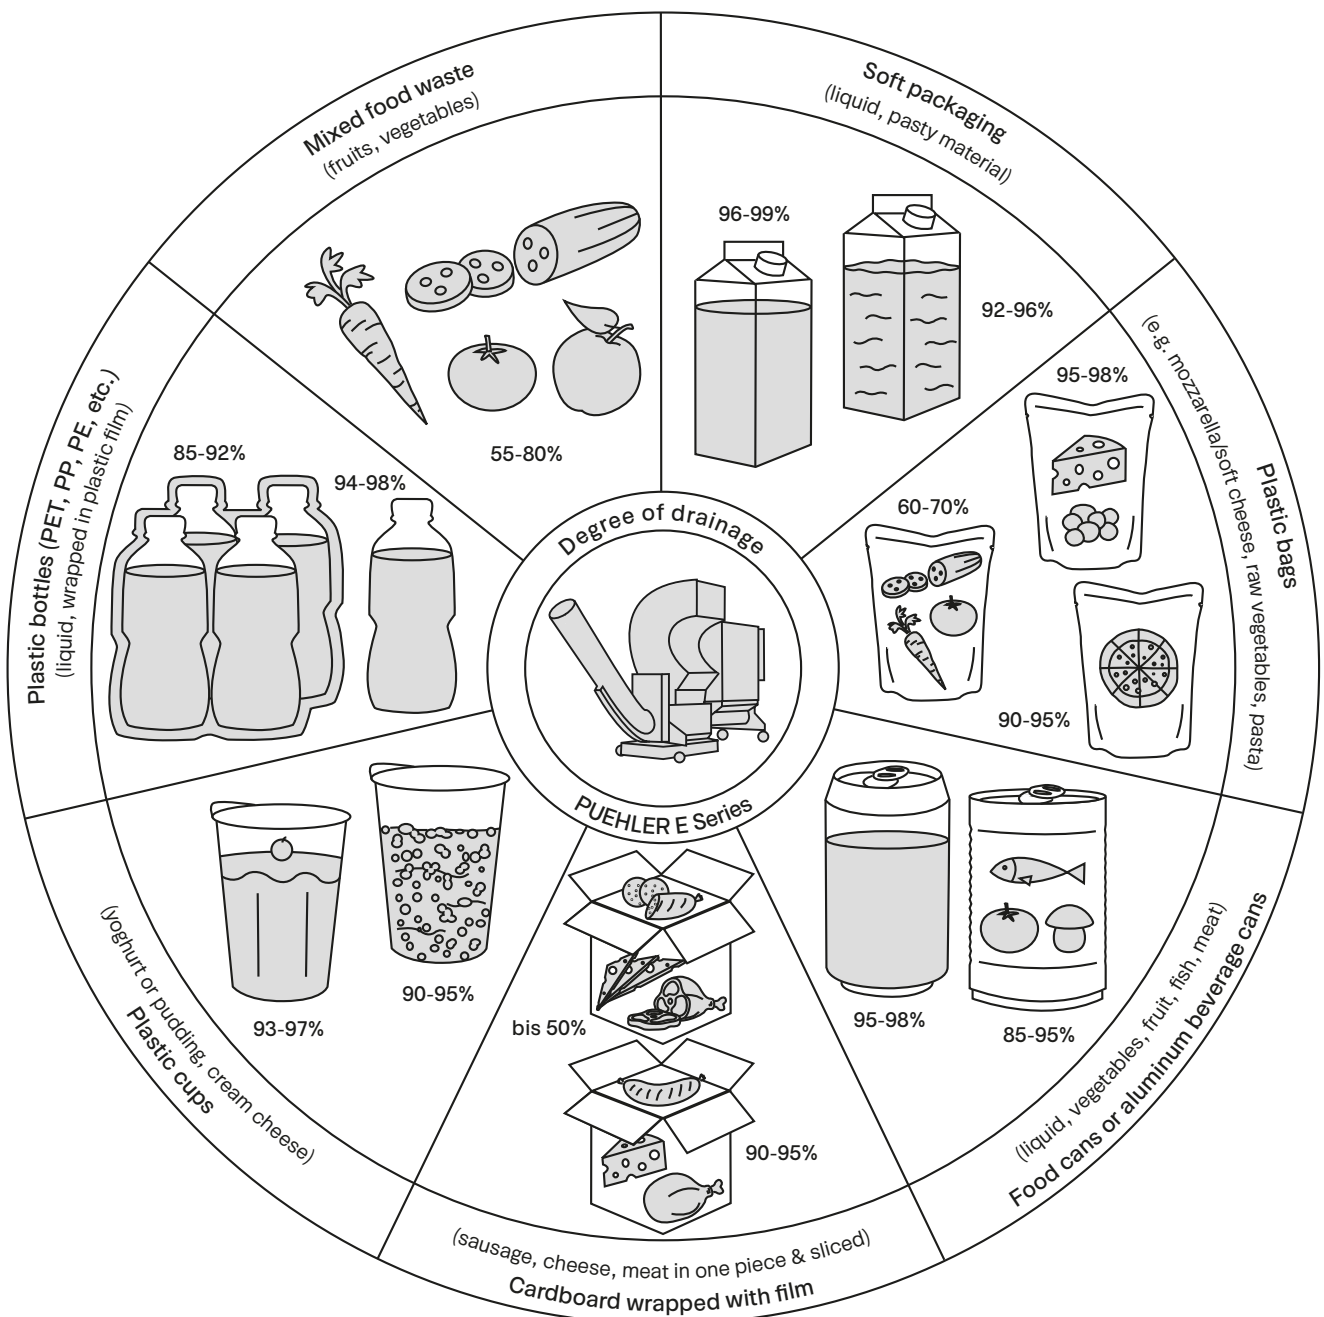 Mixed food waste
(fruits, vegetables)
55-80%
Soft packaging
(liquid, pasty material)
96-99%
92-96%
Plastic bags
(e.g. mozzarella/soft cheese, raw vegetables, pasta)
95-98%
60-70%
90-95%
Food cans or aluminum beverage cans
(liquid, vegetables, fruit, fish, meat)
95-98%
85-95%
Cardboard wrapped with film
(sausage, cheese, meat in one piece & sliced)
bis 50%
90-95%
Plastic cups
(yoghurt or pudding, cream cheese)
93-97%
90-95%
Plastic bottles (PET, PP, PE, etc.)
(liquid, wrapped in plastic film)
85-92%
94-98%
Degree of drainage
PUEHLER E Series